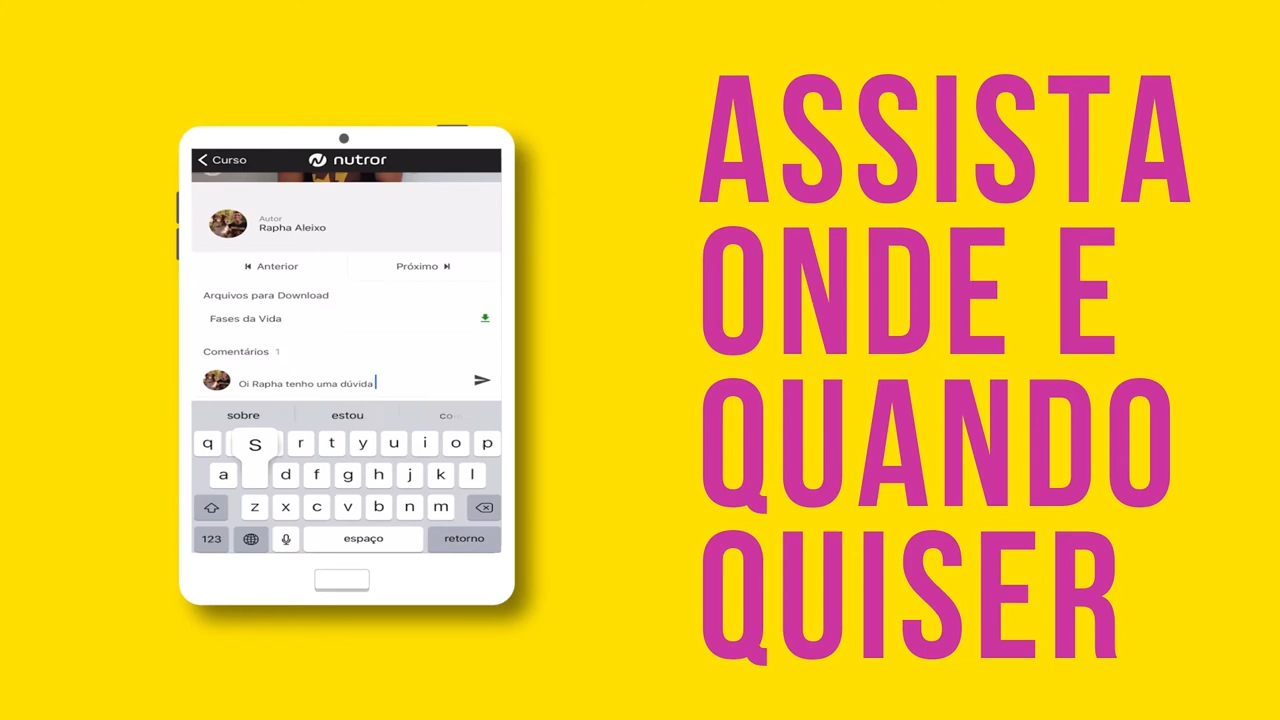 Curso
nutror
Autor
Rapha Aleixo
Anterior
Próximo
Arquivos para Download
Fases da Vida
Comentários 1
Oi Rapha tenho uma dúvida
sobre estou co
q S r t y u i o p
a d f g h j k l
z x c v b n m
123 espaço retorno
ASSISTA
ONDE E
QUANDO
QUISER